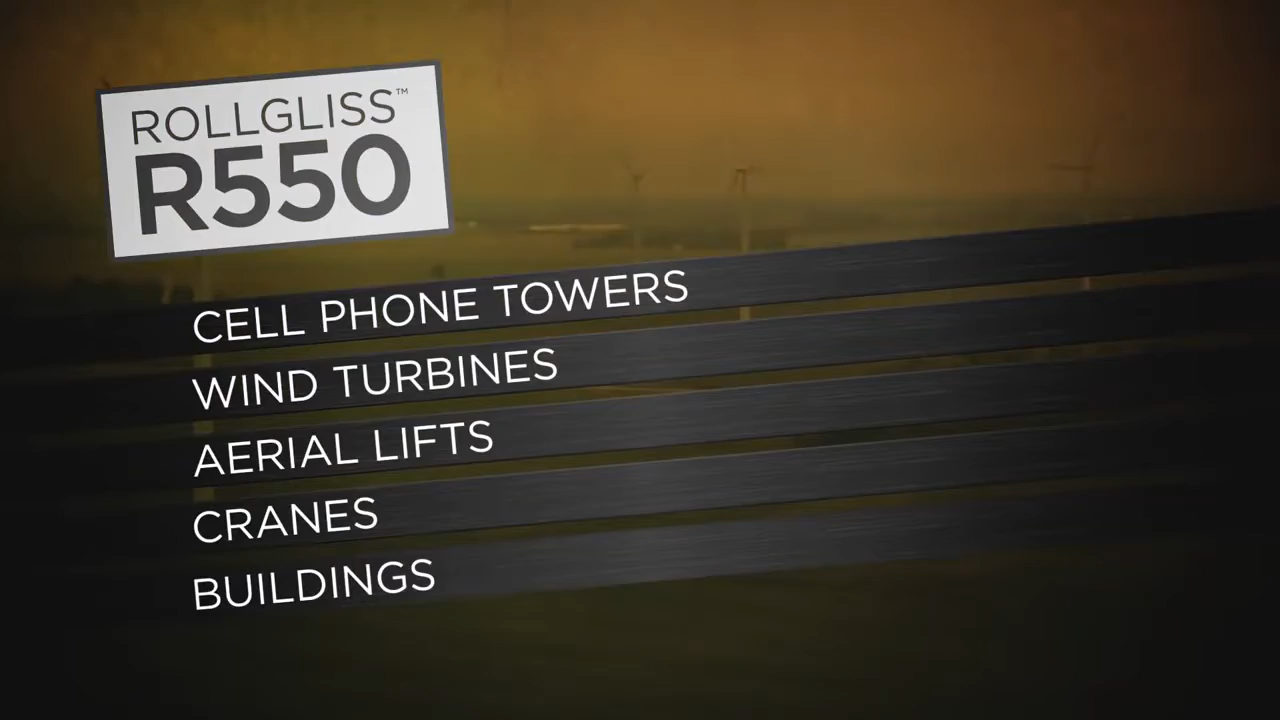 ROLLGLISS™
R550
CELL PHONE TOWERS
WIND TURBINES
AERIAL LIFTS
CRANES
BUILDINGS